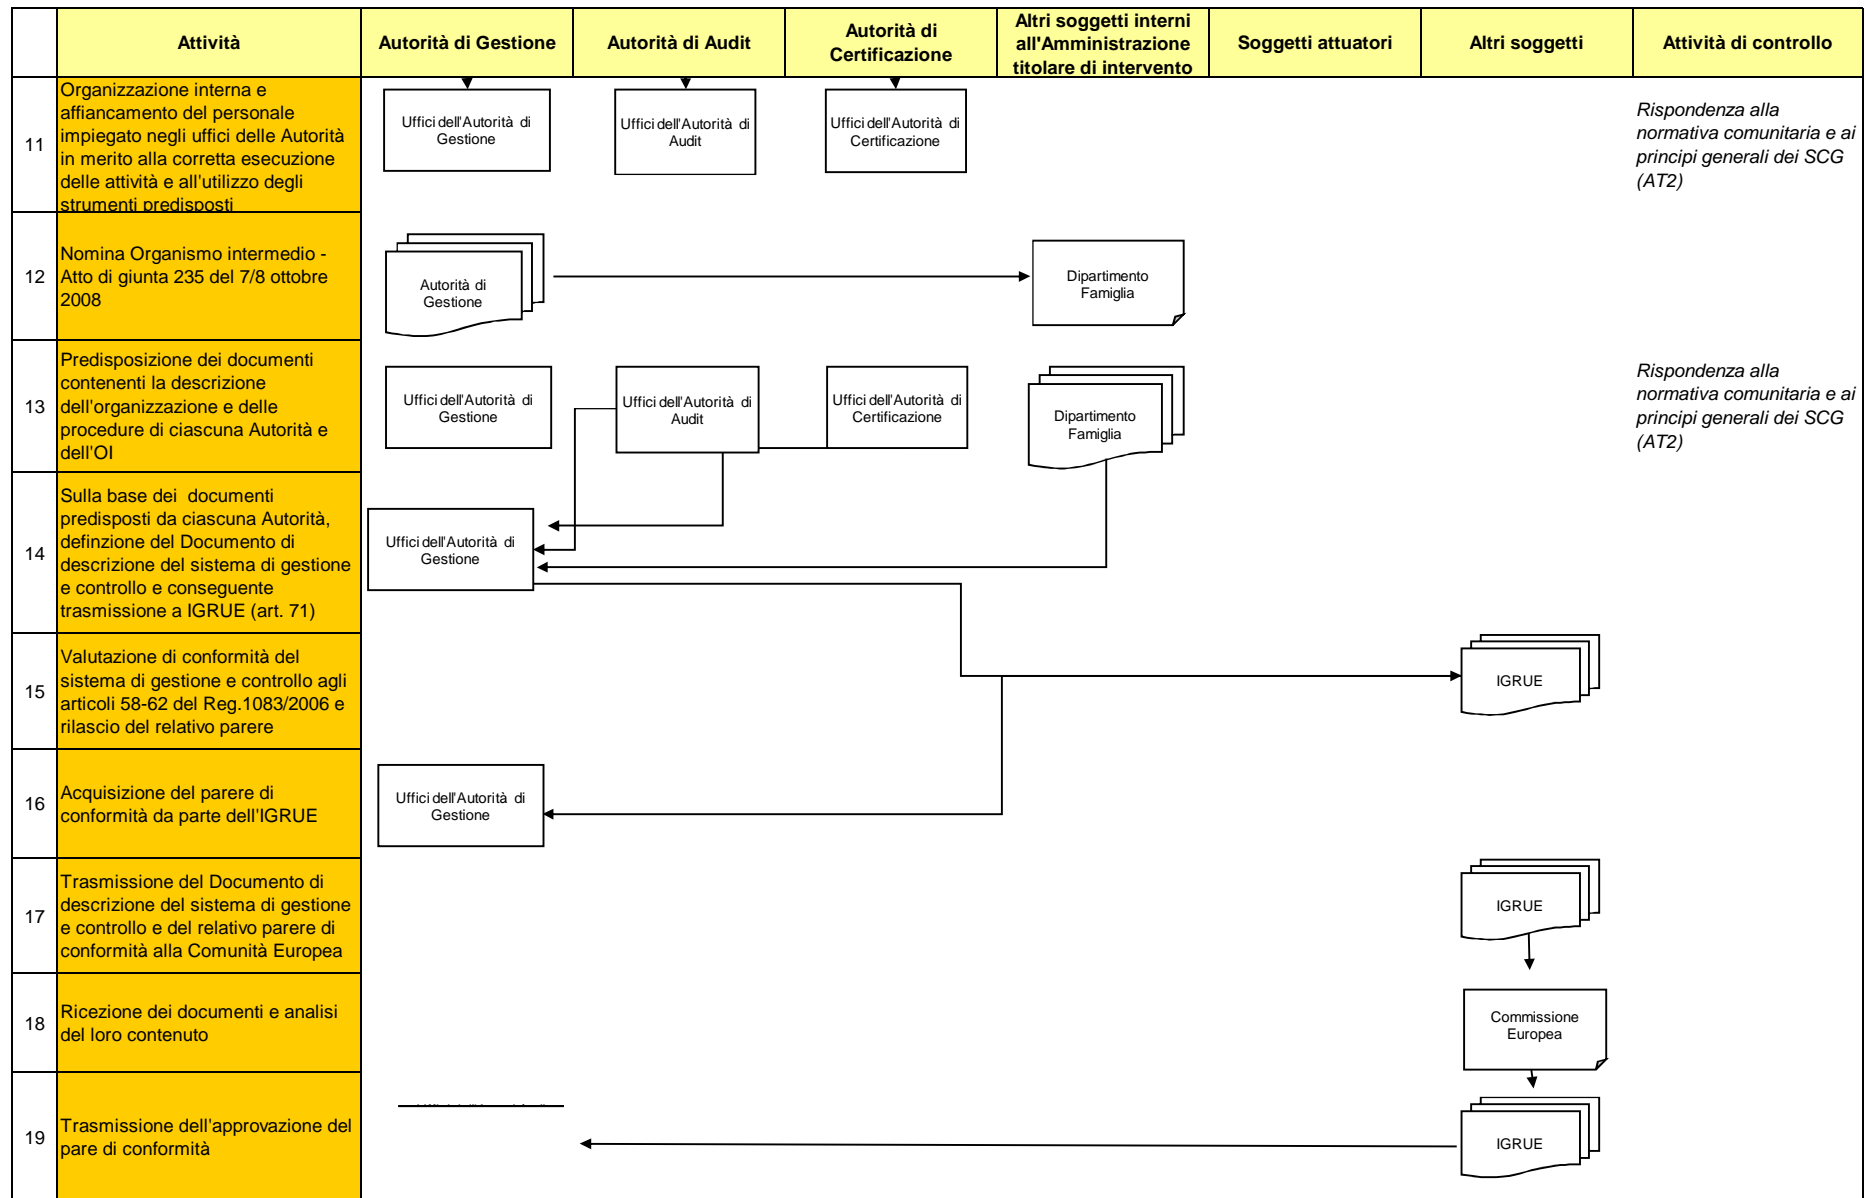 Attività
Autorità di Gestione
Autorità di Audit
Autorità di
Certificazione
Altri soggetti interni
all'Amministrazione
titolare di intervento
Soggetti attuatori
Altri soggetti
Attività di controllo
11
Organizzazione interna e
affiancamento del personale
impiegato negli uffici delle Autorità
in merito alla corretta esecuzione
delle attività e all'utilizzo degli
strumenti predisposti
Uffici dell'Autorità di
Gestione
Uffici dell'Autorità di
Audit
Uffici dell'Autorità di
Certificazione
Rispondenza alla
normativa comunitaria e ai
principi generali dei SCG
(AT2)
12
Nomina Organismo intermedio -
Atto di giunta 235 del 7/8 ottobre
2008
Autorità di
Gestione
Dipartimento
Famiglia
13
Predisposizione dei documenti
contenenti la descrizione
dell'organizzazione e delle
procedure di ciascuna Autorità e
dell'OI
Uffici dell'Autorità di
Gestione
Uffici dell'Autorità di
Audit
Uffici dell'Autorità di
Certificazione
Dipartimento
Famiglia
Rispondenza alla
normativa comunitaria e ai
principi generali dei SCG
(AT2)
14
Sulla base dei documenti
predisposti da ciascuna Autorità,
definzione del Documento di
descrizione del sistema di gestione
e controllo e conseguente
trasmissione a IGRUE (art. 71)
Uffici dell'Autorità di
Gestione
15
Valutazione di conformità del
sistema di gestione e controllo agli
articoli 58-62 del Reg.1083/2006 e
rilascio del relativo parere
IGRUE
16
Acquisizione del parere di
conformità da parte dell'IGRUE
Uffici dell'Autorità di
Gestione
17
Trasmissione del Documento di
descrizione del sistema di gestione
e controllo e del relativo parere di
conformità alla Comunità Europea
IGRUE
18
Ricezione dei documenti e analisi
del loro contenuto
Commissione
Europea
19
Trasmissione dell'approvazione del
pare di conformità
IGRUE